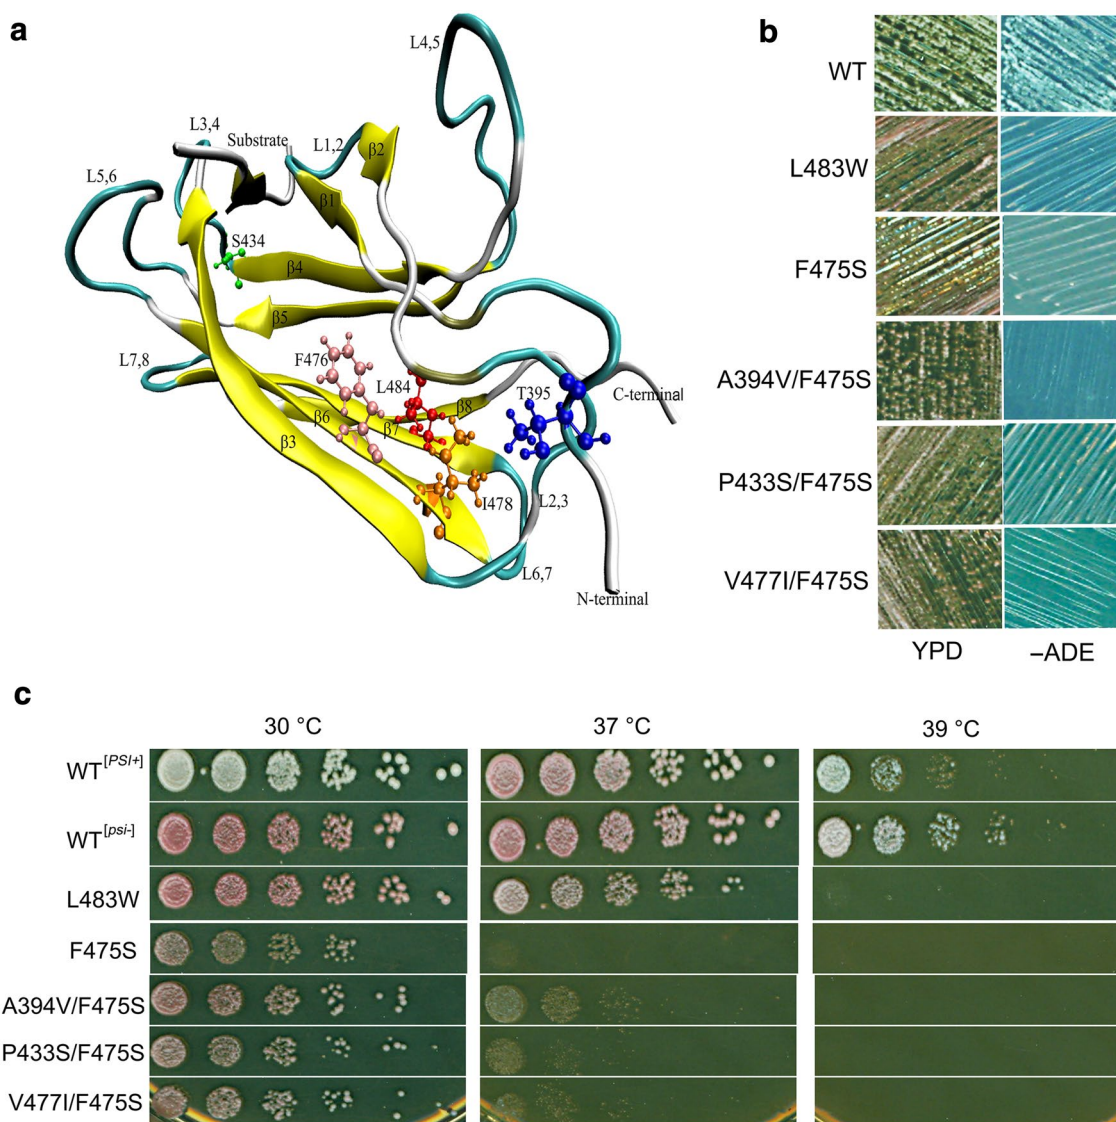 a
L4,5
L3,4
Substrate
L1,2
β2
L5,6
β1
S434
β4
β5
L7,8
F476
L484
T395
C-terminal
β8
β6
β7
β3
I478
L2,3
L6,7
N-terminal
b
WT
L483W
F475S
A394V/F475S
P433S/F475S
V477I/F475S
YPD –ADE
c
30 °C 37 °C 39 °C
WT[PSI+]
WT[psi-]
L483W
F475S
A394V/F475S
P433S/F475S
V477I/F475S